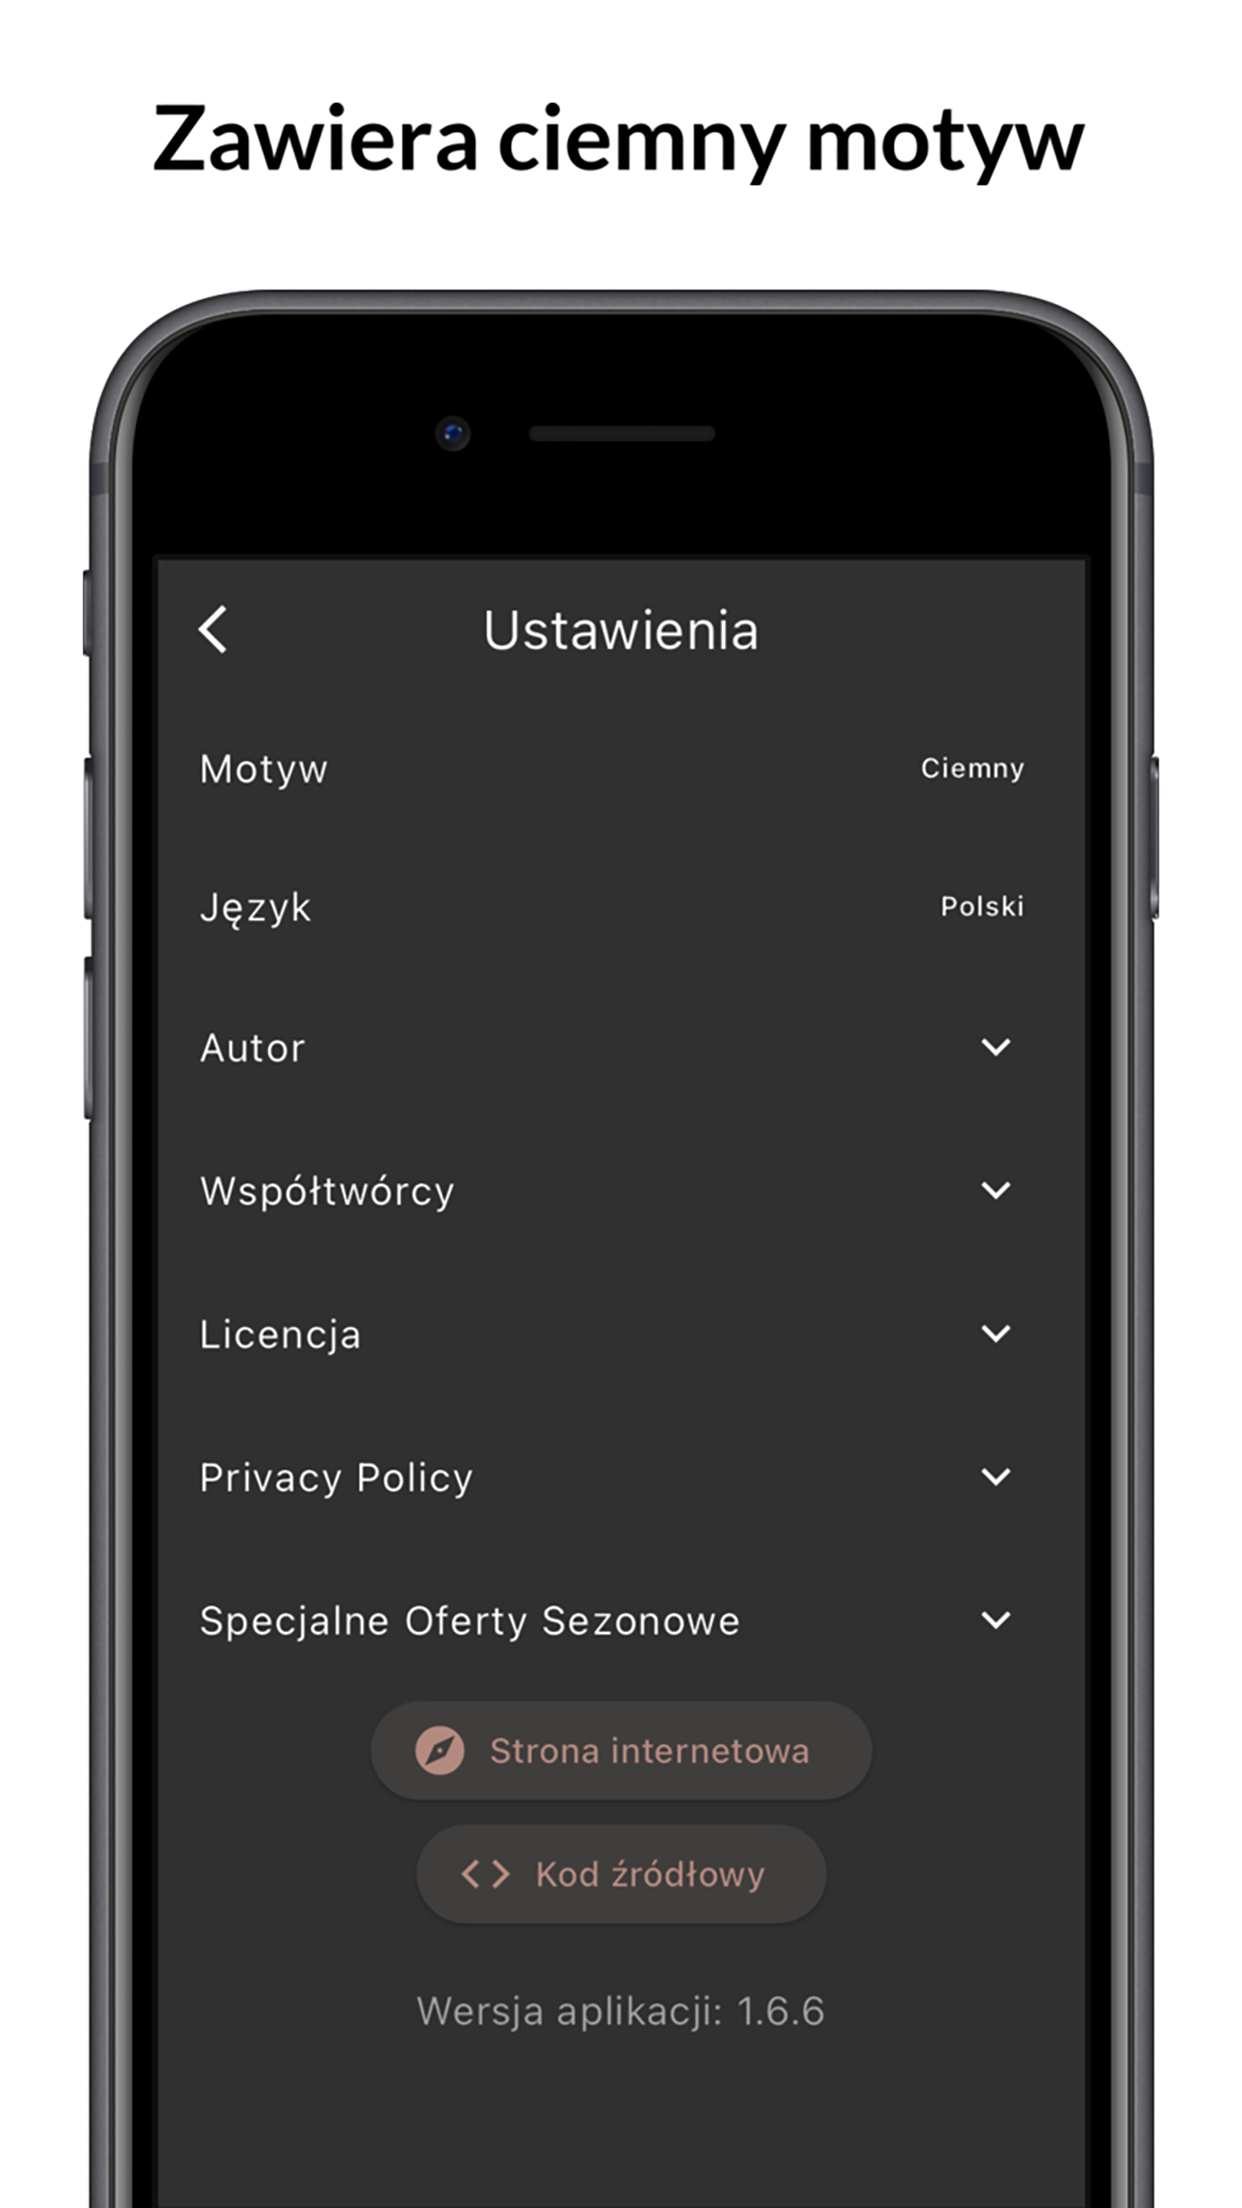 Zawiera ciemny motyw
Ustawienia
Motyw Ciemny
Język Polski
Autor
Współtwórcy
Licencja
Privacy Policy
Specjalne Oferty Sezonowe
Strona internetowa
Kod źródłowy
Wersja aplikacji: 1.6.6